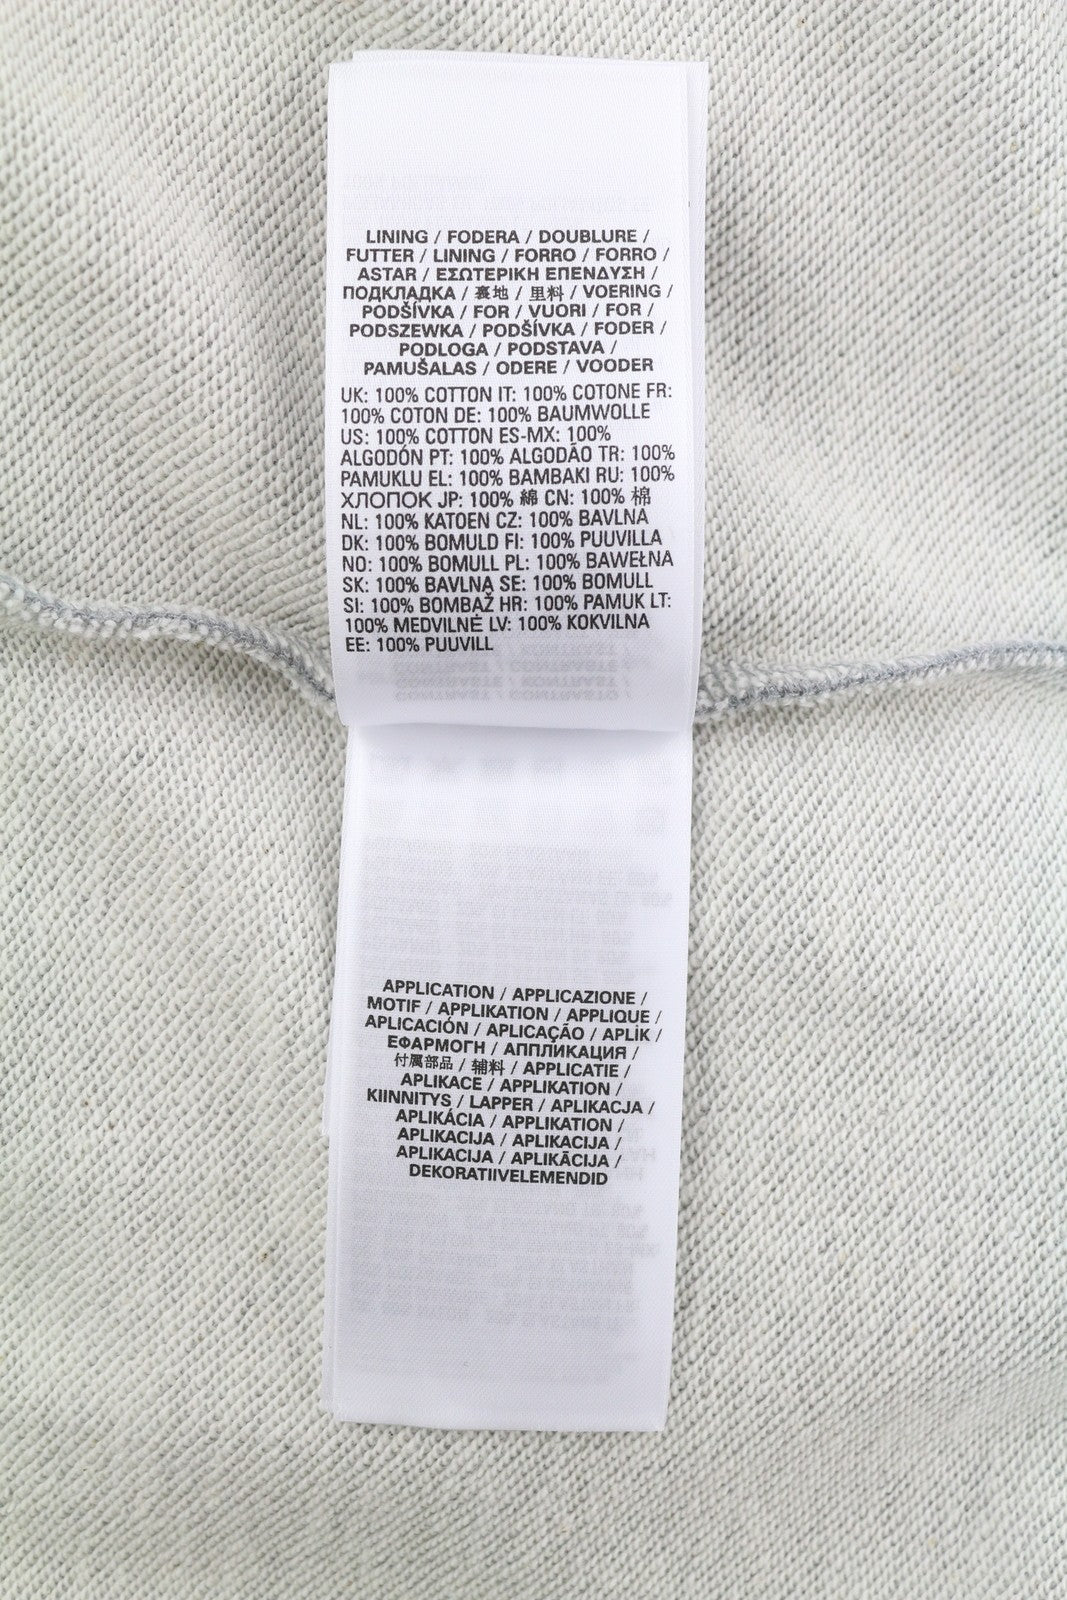 LINING / FODERA / DOUBLURE /
FUTTER / LINING / FORRO / FORRO /
ASTAR / ΕΣΩΤΕΡΙΚΗ ΕΠΕΝΔΥΣΗ /
ПОДКЛАДКА / 裏地 / 里料 / VOERING /
PODŠÍVKA / FOR / VUORI / FOR /
PODSZEWKA / PODŠÍVKA / FODER /
PODLOGA / PODSTAVA /
PAMUŠALAS / ODERE / VOODER
UK: 100% COTTON IT: 100% COTONE FR:
100% COTON DE: 100% BAUMWOLLE
US: 100% COTTON ES-MX: 100%
ALGODÓN PT: 100% ALGODÃO TR: 100%
PAMUKLU EL: 100% ΒΑΜΒΑΚΙ RU: 100%
ХЛОПОК JP: 100% 綿 CN: 100% 棉
NL: 100% KATOEN CZ: 100% BAVLNA
DK: 100% BOMULD FI: 100% PUUVILLA
NO: 100% BOMULL PL: 100% BAWEŁNA
SK: 100% BAVLNA SE: 100% BOMULL
SI: 100% BOMBAŽ HR: 100% PAMUK LT:
100% MEDVILNĖ LV: 100% KOKVILNA
EE: 100% PUUVILL
APPLICATION / APPLICAZIONE /
MOTIF / APPLIKATION / APPLIQUE /
APLICACIÓN / APLICAÇÃO / APLİK /
ΕΦΑΡΜΟΓΗ / АППЛИКАЦИЯ /
付属部品 / 辅料 / APPLICATIE /
APLIKACE / APPLIKATION /
KIINNITYS / LAPPER / APLIKACJA /
APLIKÁCIA / APPLIKATION /
APLIKACIJA / APLIKACIJA /
APLIKACIJA / APLIKĀCIJA /
DEKORATIIVELEMENDID